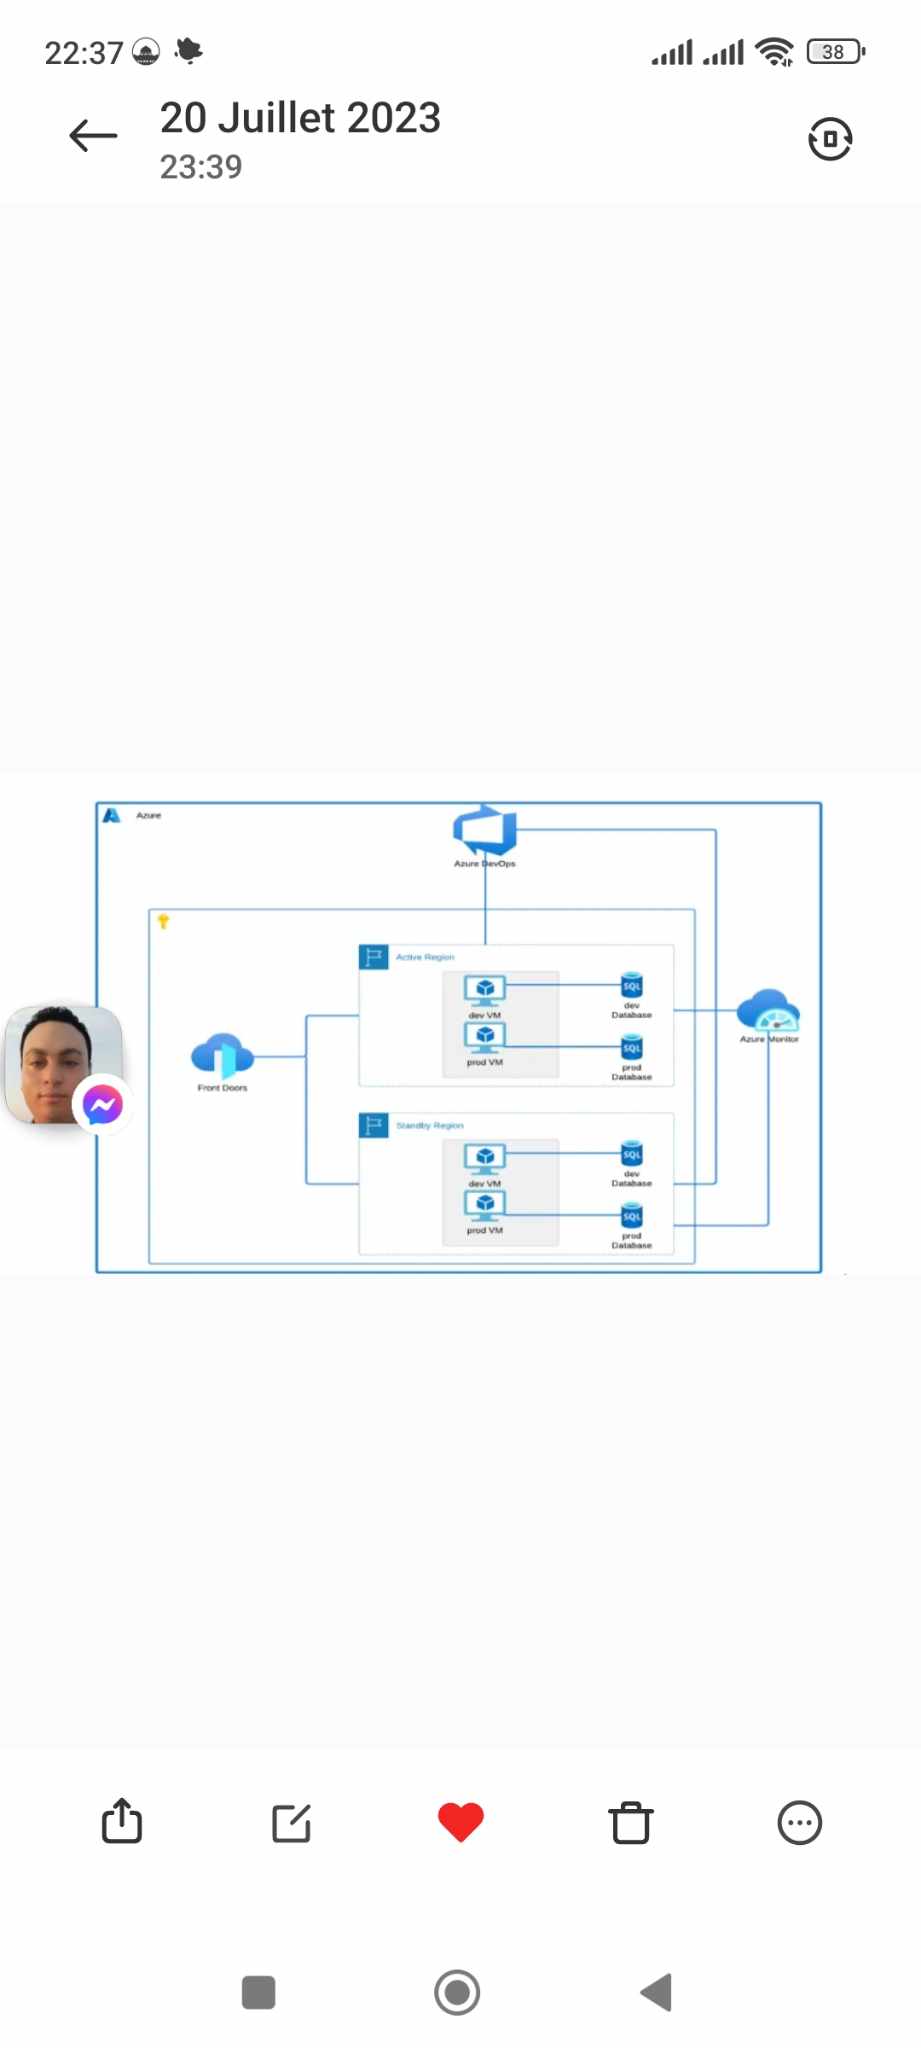 22:37
38
20 Juillet 2023
23:39
Azure
Azure DevOps
Active Region
dev VM
SQL
dev
Database
prod VM
SQL
prod
Database
Azure Monitor
Front Doors
Standby Region
dev VM
SQL
dev
Database
prod VM
SQL
prod
Database